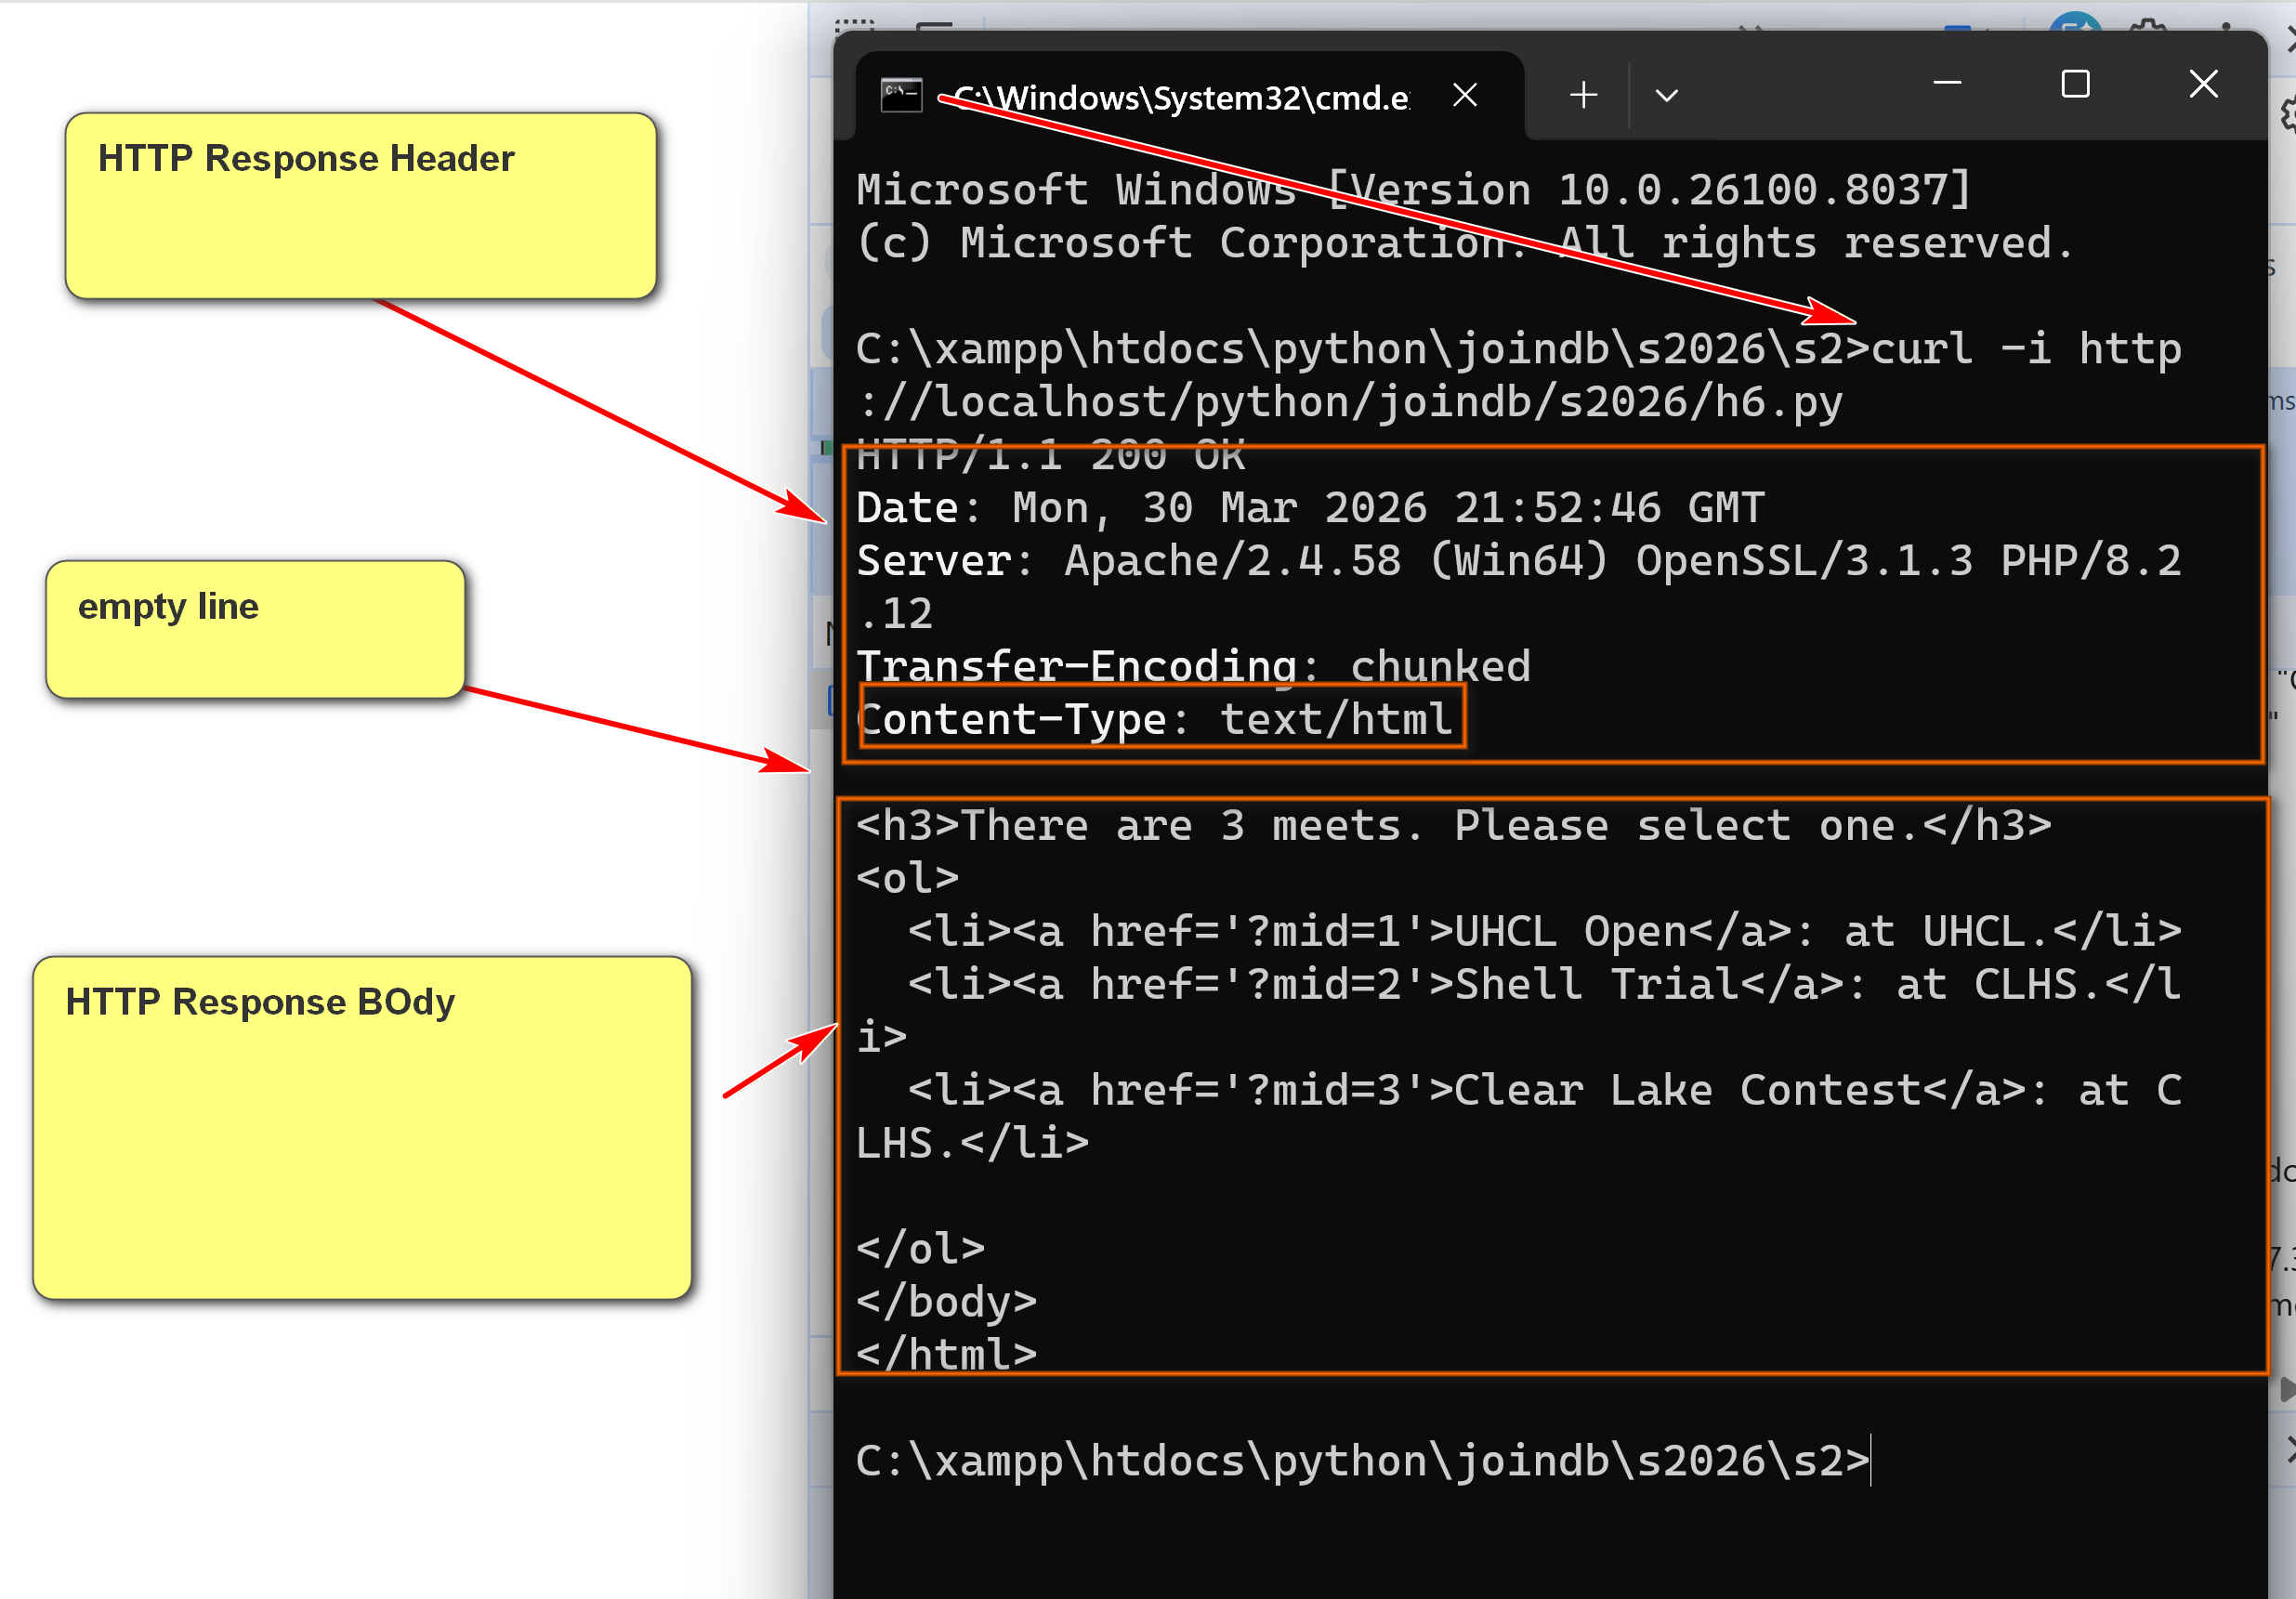 HTTP Response Header
empty line
HTTP Response BOdy
C:\Windows\System32\cmd.e
Microsoft Windows [Version 10.0.26100.8037]
(c) Microsoft Corporation. All rights reserved.
C:\xampp\htdocs\python\joindb\s2026\s2>curl -i http
://localhost/python/joindb/s2026/h6.py
HTTP/1.1 200 OK
Date: Mon, 30 Mar 2026 21:52:46 GMT
Server: Apache/2.4.58 (Win64) OpenSSL/3.1.3 PHP/8.2
.12
Transfer-Encoding: chunked
Content-Type: text/html
<h3>There are 3 meets. Please select one.</h3>
<ol>
  <li><a href='?mid=1'>UHCL Open</a>: at UHCL.</li>
  <li><a href='?mid=2'>Shell Trial</a>: at CLHS.</l
i>
  <li><a href='?mid=3'>Clear Lake Contest</a>: at C
LHS.</li>
</ol>
</body>
</html>
C:\xampp\htdocs\python\joindb\s2026\s2>